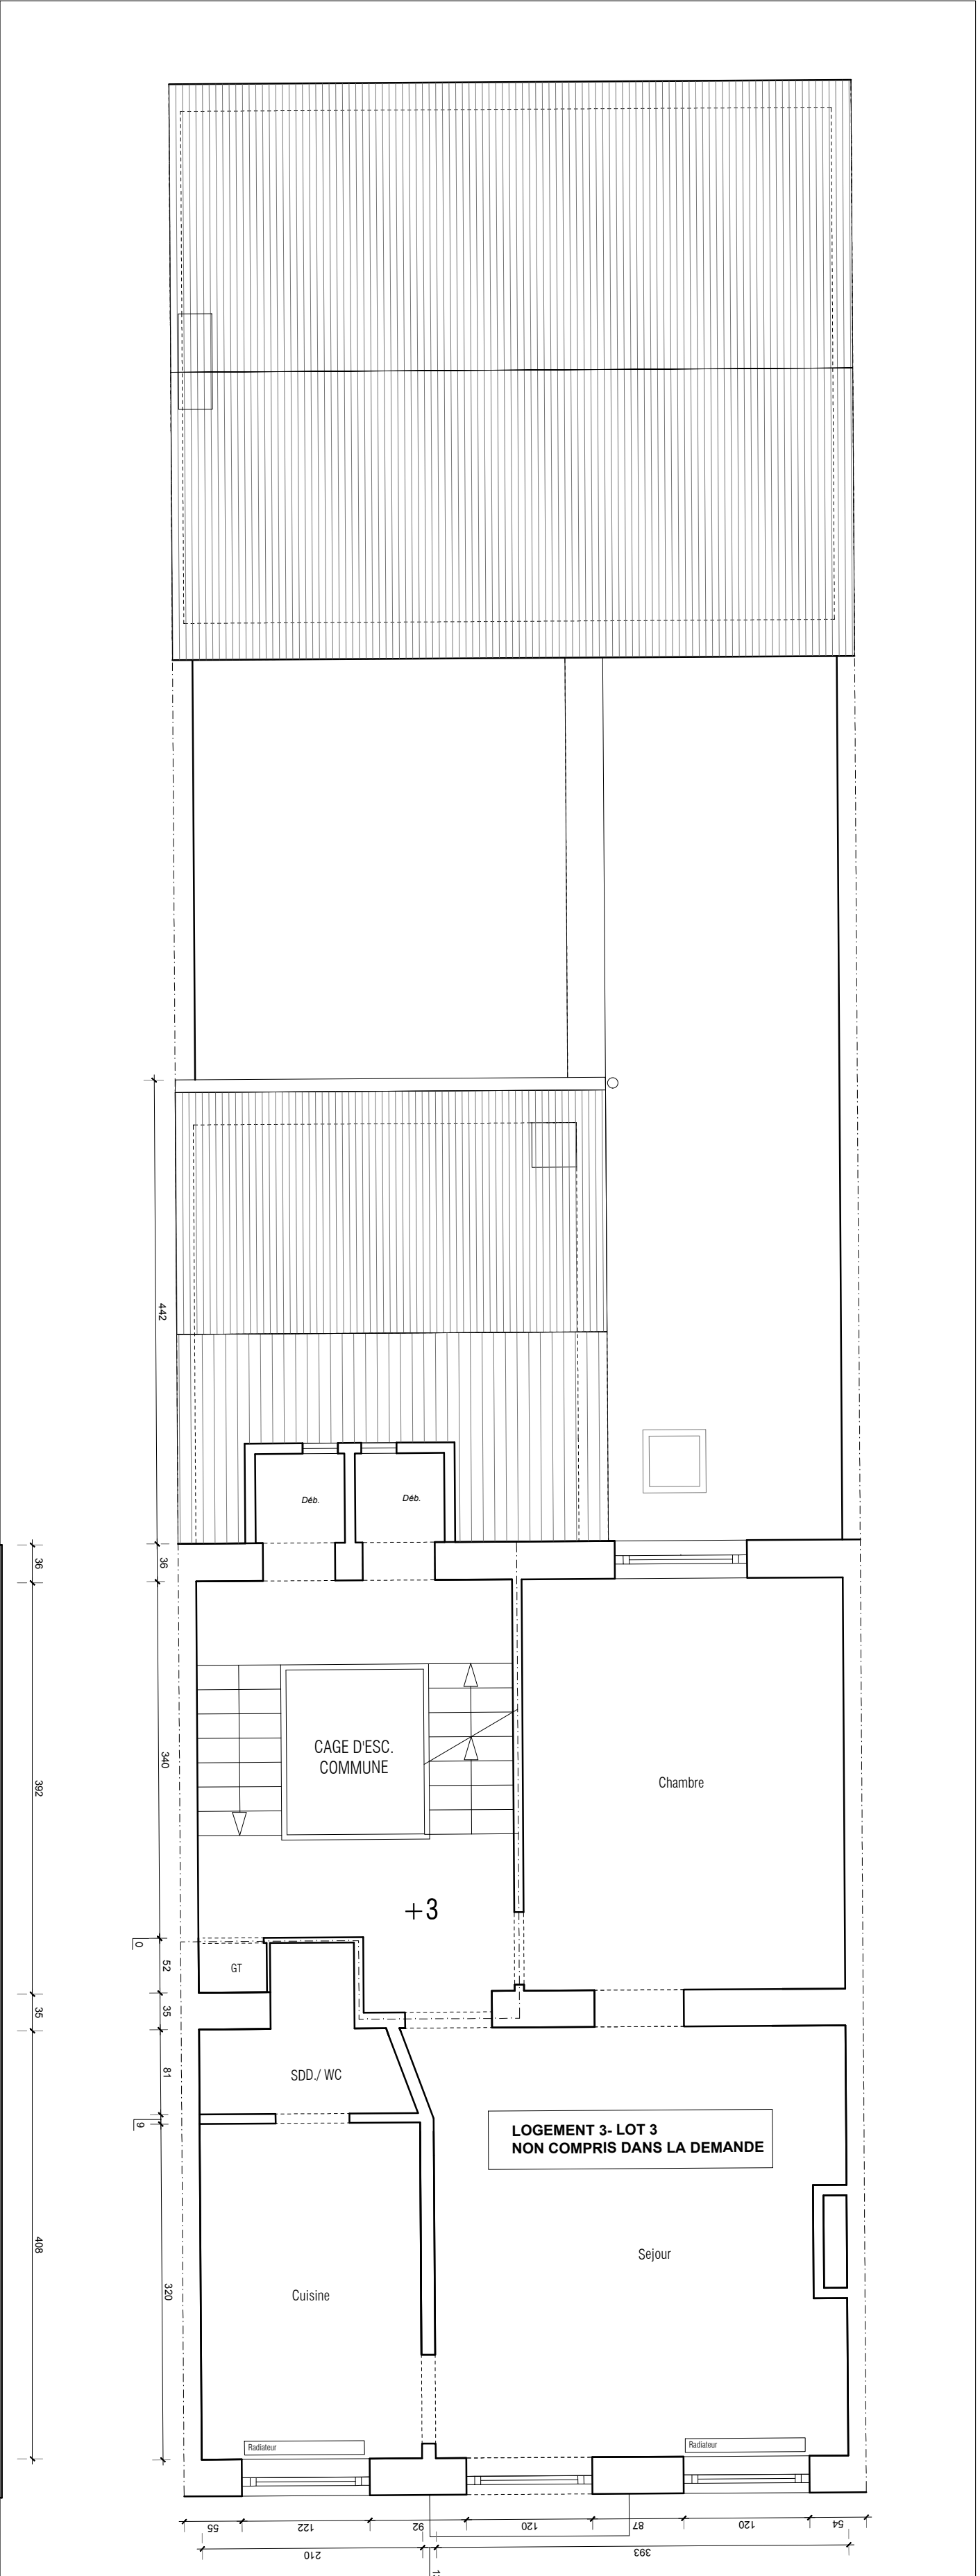 442
Déb.
Déb.
36
36
340
392
CAGE D'ESC.
COMMUNE
Chambre
+3
0
52
GT
35
35
81
SDD./ WC
9
LOGEMENT 3- LOT 3
NON COMPRIS DANS LA DEMANDE
408
320
Sejour
Cuisine
Radiateur
Radiateur
55
122
92
120
87
120
54
210
393